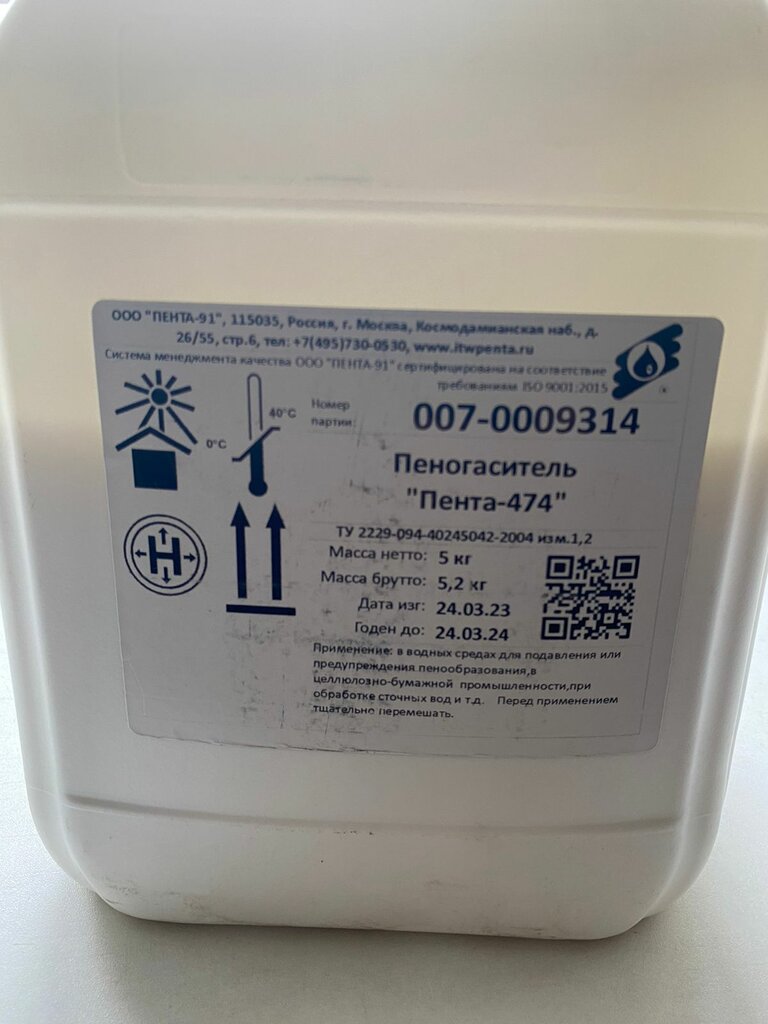 ООО "ПЕНТА-91", 115035, Россия, г. Москва, Космодамианская наб., д.
26/55, стр.6, тел: +7(495)730-0530, www.itwpenta.ru
Система менеджмента качества ООО "ПЕНТА-91" сертифицирована на соответствие
требованиям ISO 9001:2015
40°C
0°C
Номер
партии:
007-0009314
Пеногаситель
"Пента-474"
ТУ 2229-094-40245042-2004 изм.1,2
Масса нетто: 5 кг
Масса брутто: 5,2 кг
Дата изг: 24.03.23
Годен до: 24.03.24
Применение: в водных средах для подавления или
предупреждения пенообразования,в
целлюлозно-бумажной промышленности,при
обработке сточных вод и т.д. Перед применением
тщательно перемешать.
Н